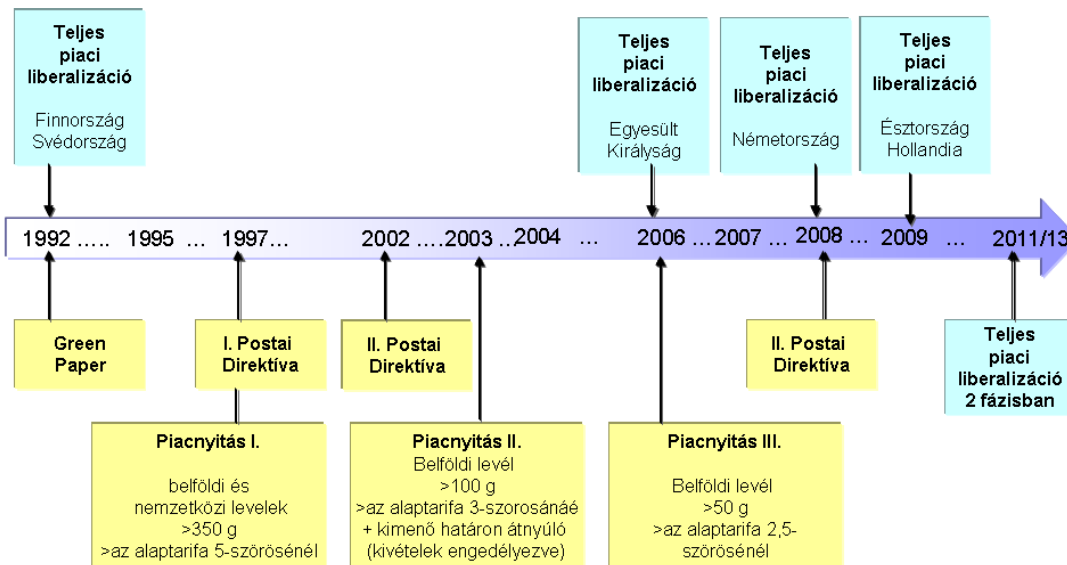 Teljes
piaci
liberalizáció
Finnország
Svédország
Teljes
piaci
liberalizáció
Egyesült
Királyság
Teljes
piaci
liberalizáció
Németország
Teljes
piaci
liberalizáció
Észtország
Hollandia
1992 ..... 1995 ... 1997... 2002 .... 2003 ... 2004 ... 2006 ... 2007 ... 2008 ... 2009 ... 2011/13
Green
Paper
I. Postai
Direktíva
II. Postai
Direktíva
II. Postai
Direktíva
Teljes
piaci
liberalizáció
2 fázisban
Piacnyitás I.
belföldi és
nemzetközi levelek
>350 g
>az alaptarifa 5-szörösénél
Piacnyitás II.
Belföldi levél
>100 g
>az alaptarifa 3-szorosánáé
+ kimenő határon átnyúló
(kivételek engedélyezve)
Piacnyitás III.
Belföldi levél
>50 g
>az alaptarifa 2,5-
szörösénél